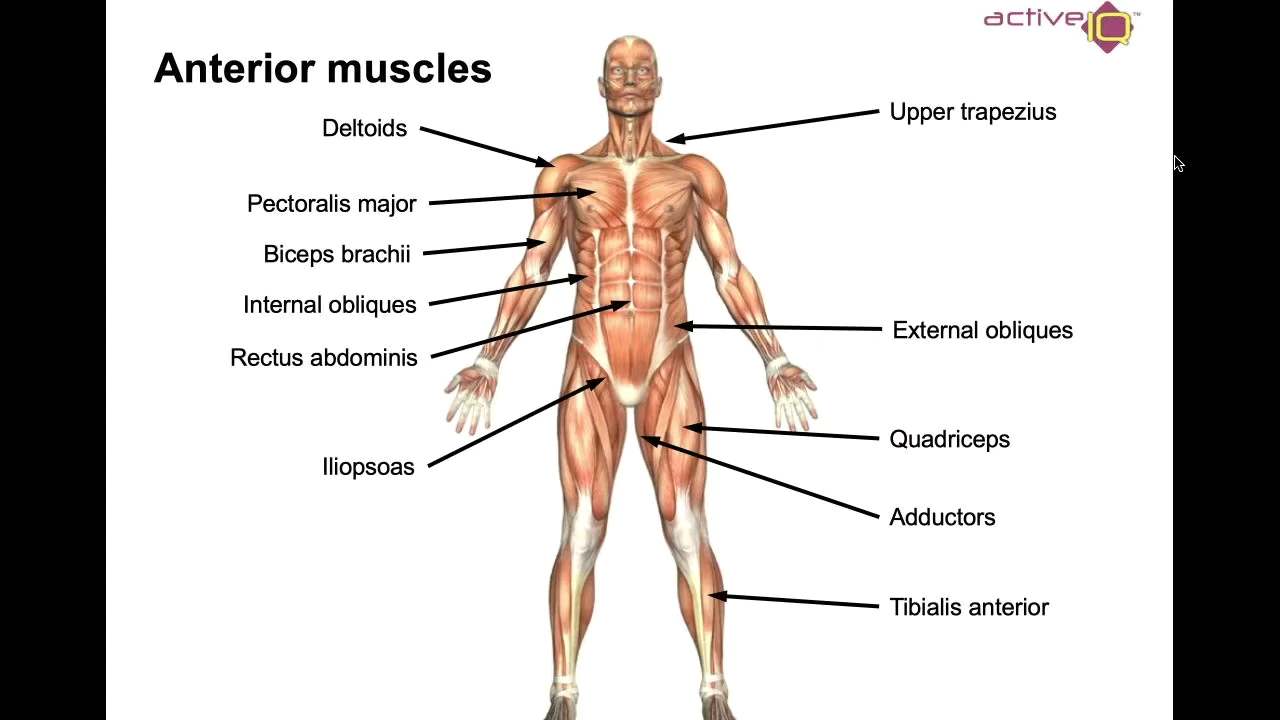 active IQ™
Anterior muscles
Deltoids
Upper trapezius
Pectoralis major
Biceps brachii
Internal obliques
External obliques
Rectus abdominis
Quadriceps
Iliopsoas
Adductors
Tibialis anterior